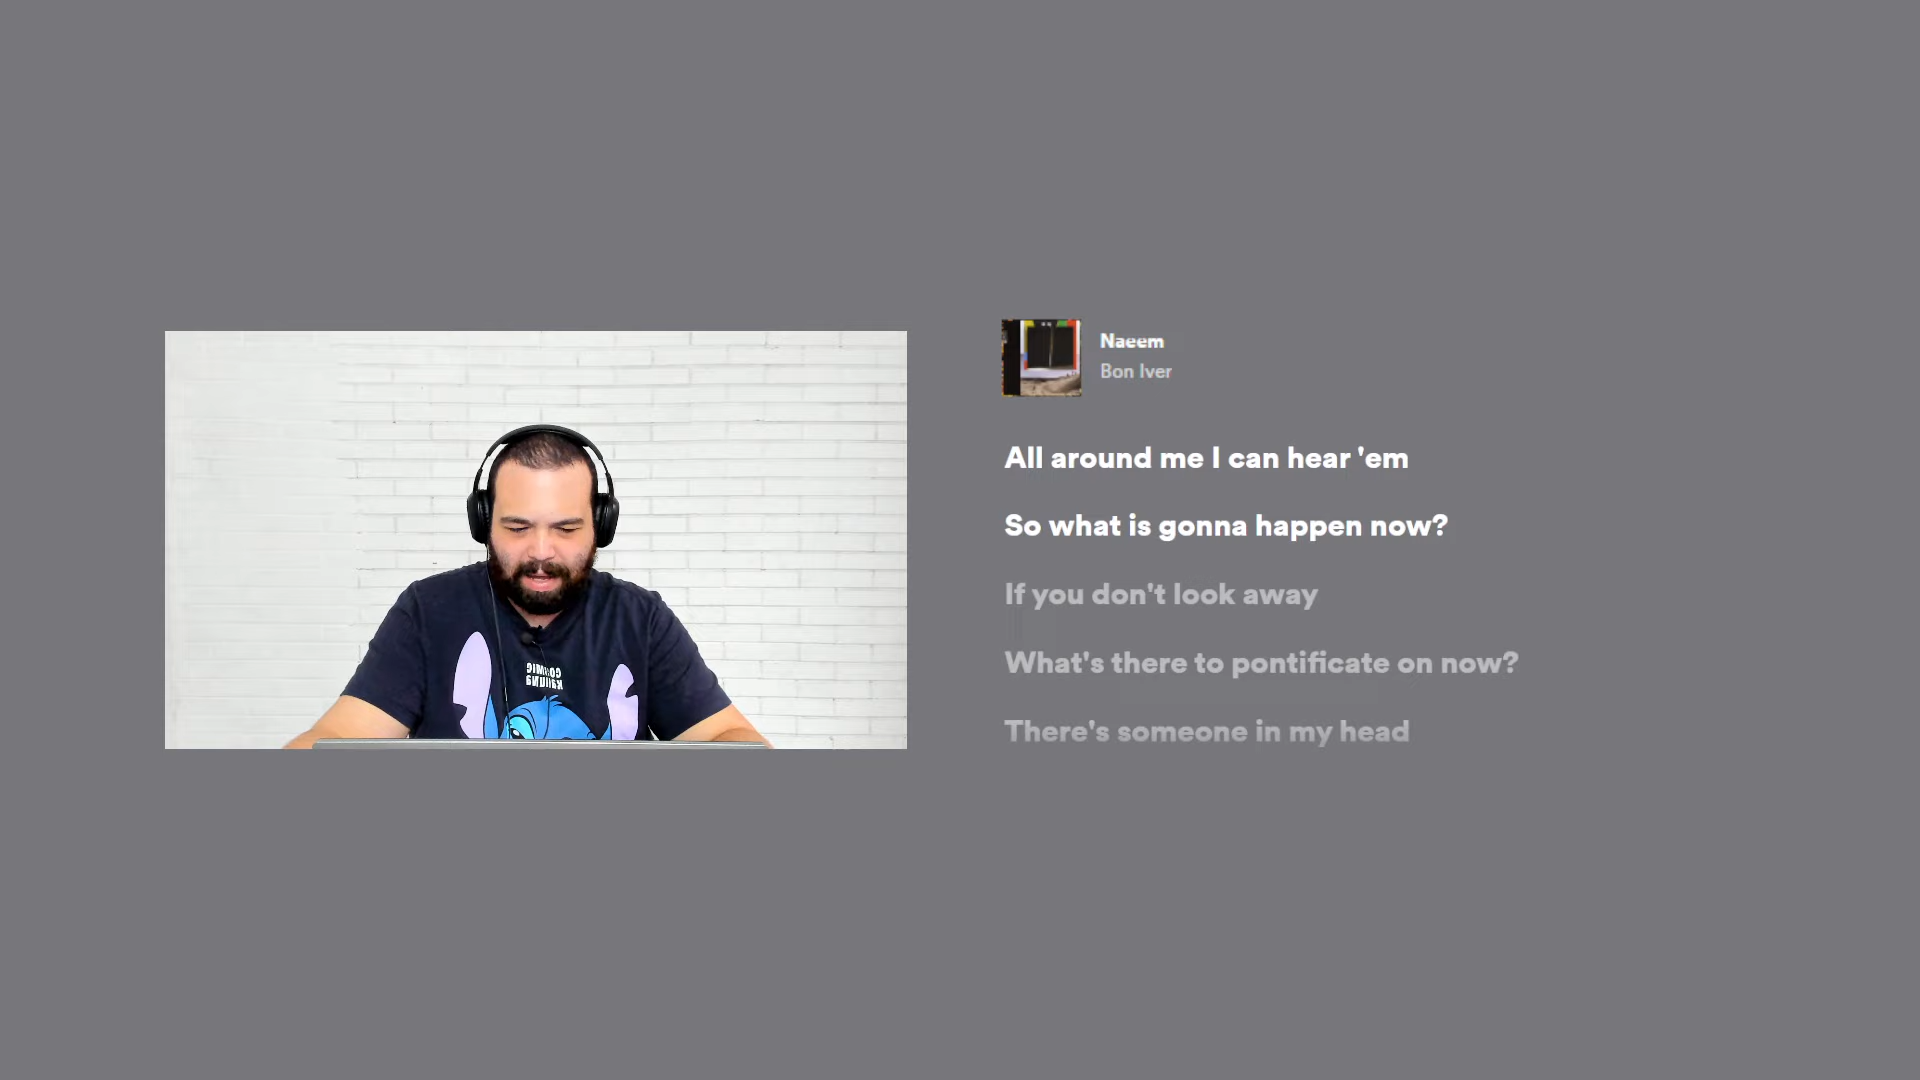 Naeem
Bon Iver
All around me I can hear 'em
So what is gonna happen now?
If you don't look away
What's there to pontificate on now?
There's someone in my head